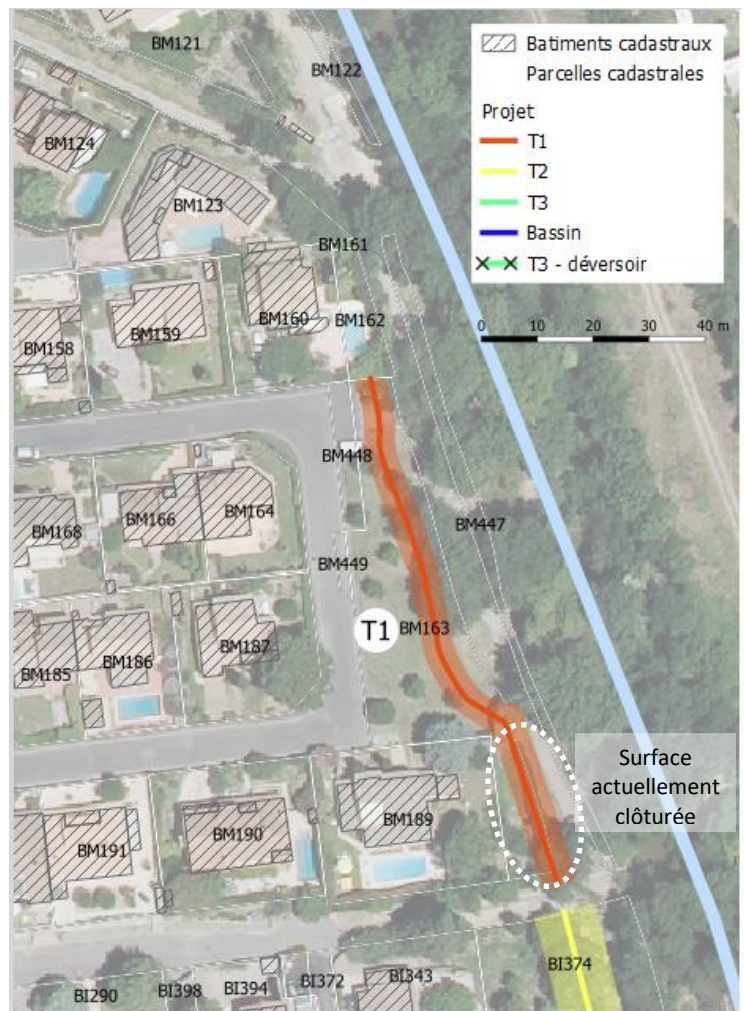 BM121
BM122
Batiments cadastraux
Parcelles cadastrales
Projet
T1
T2
T3
Bassin
T3 - déversoir
0 10 20 30 40 m
BM124
BM123
BM161
BM160
BM162
BM159
BM158
BM448
BM447
BM168
BM166
BM164
BM449
T1
BM163
BM187
BM186
BM185
Surface
actuellement
clôturée
BM189
BM190
BM191
BI374
BI343
BI372
BI394
BI398
BI290